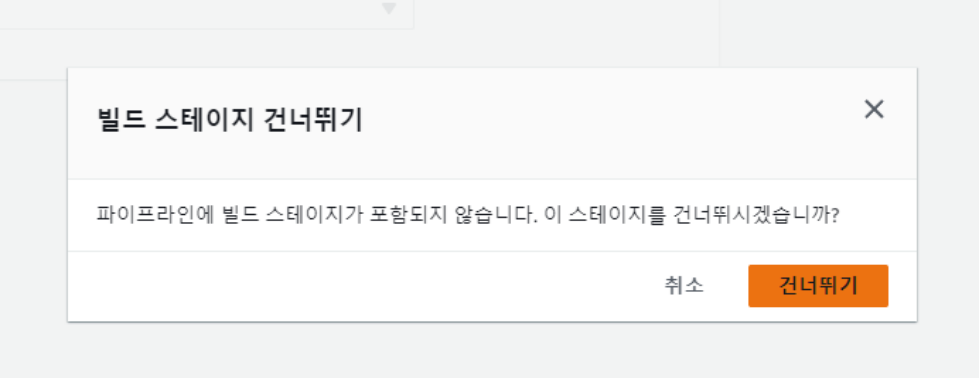 빌드 스테이지 건너뛰기
파이프라인에 빌드 스테이지가 포함되지 않습니다. 이 스테이지를 건너뛰시겠습니까?
취소 건너뛰기